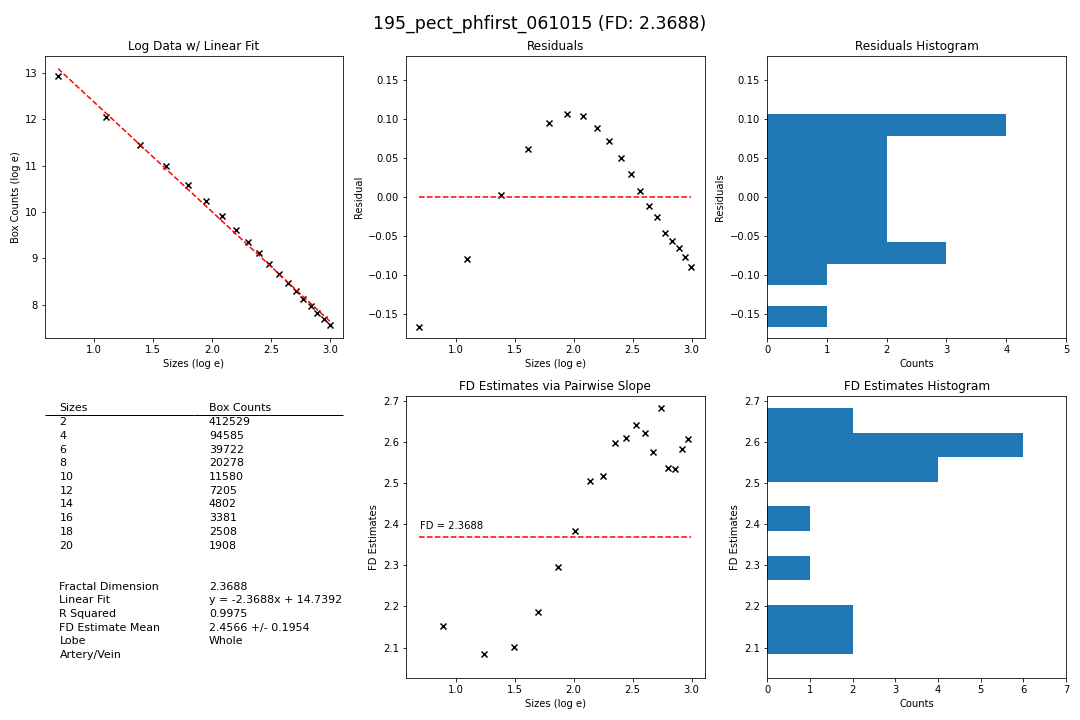 195_pect_phfirst_061015 (FD: 2.3688)
Log Data w/ Linear Fit
Box Counts (log e)
13
12
11
10
9
8
1.0 1.5 2.0 2.5 3.0
Sizes (log e)
Residuals
Residual
0.15
0.10
0.05
0.00
−0.05
−0.10
−0.15
1.0 1.5 2.0 2.5 3.0
Sizes (log e)
Residuals Histogram
Residuals
0.15
0.10
0.05
0.00
−0.05
−0.10
−0.15
0 1 2 3 4 5
Counts
Sizes Box Counts
2 412529
4 94585
6 39722
8 20278
10 11580
12 7205
14 4802
16 3381
18 2508
20 1908
Fractal Dimension 2.3688
Linear Fit y = -2.3688x + 14.7392
R Squared 0.9975
FD Estimate Mean 2.4566 +/- 0.1954
Lobe Whole
Artery/Vein
FD Estimates via Pairwise Slope
FD Estimates
2.7
2.6
2.5
2.4
2.3
2.2
2.1
FD = 2.3688
1.0 1.5 2.0 2.5 3.0
Sizes (log e)
FD Estimates Histogram
FD Estimates
2.7
2.6
2.5
2.4
2.3
2.2
2.1
0 1 2 3 4 5 6 7
Counts